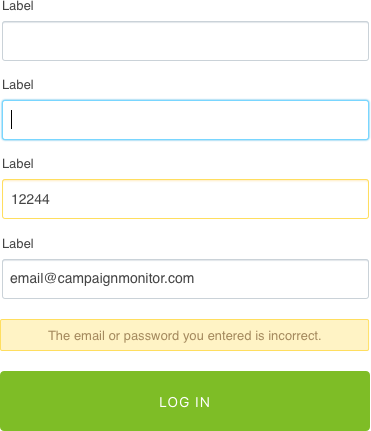 Label
Label
Label
12244
Label
email@campaignmonitor.com
The email or password you entered is incorrect.
LOG IN